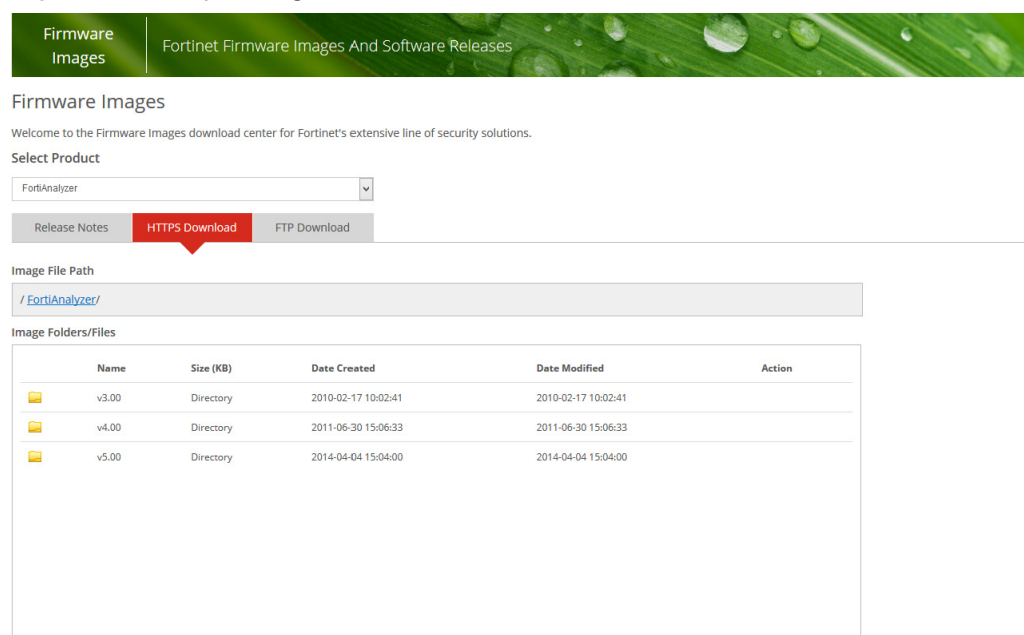 Firmware
Images
Fortinet Firmware Images And Software Releases
Firmware Images
Welcome to the Firmware Images download center for Fortinet's extensive line of security solutions.
Select Product
FortiAnalyzer
Release Notes HTTPS Download FTP Download
Image File Path
/ FortiAnalyzer/
Image Folders/Files
Name Size (KB) Date Created Date Modified Action
v3.00 Directory 2010-02-17 10:02:41 2010-02-17 10:02:41
v4.00 Directory 2011-06-30 15:06:33 2011-06-30 15:06:33
v5.00 Directory 2014-04-04 15:04:00 2014-04-04 15:04:00